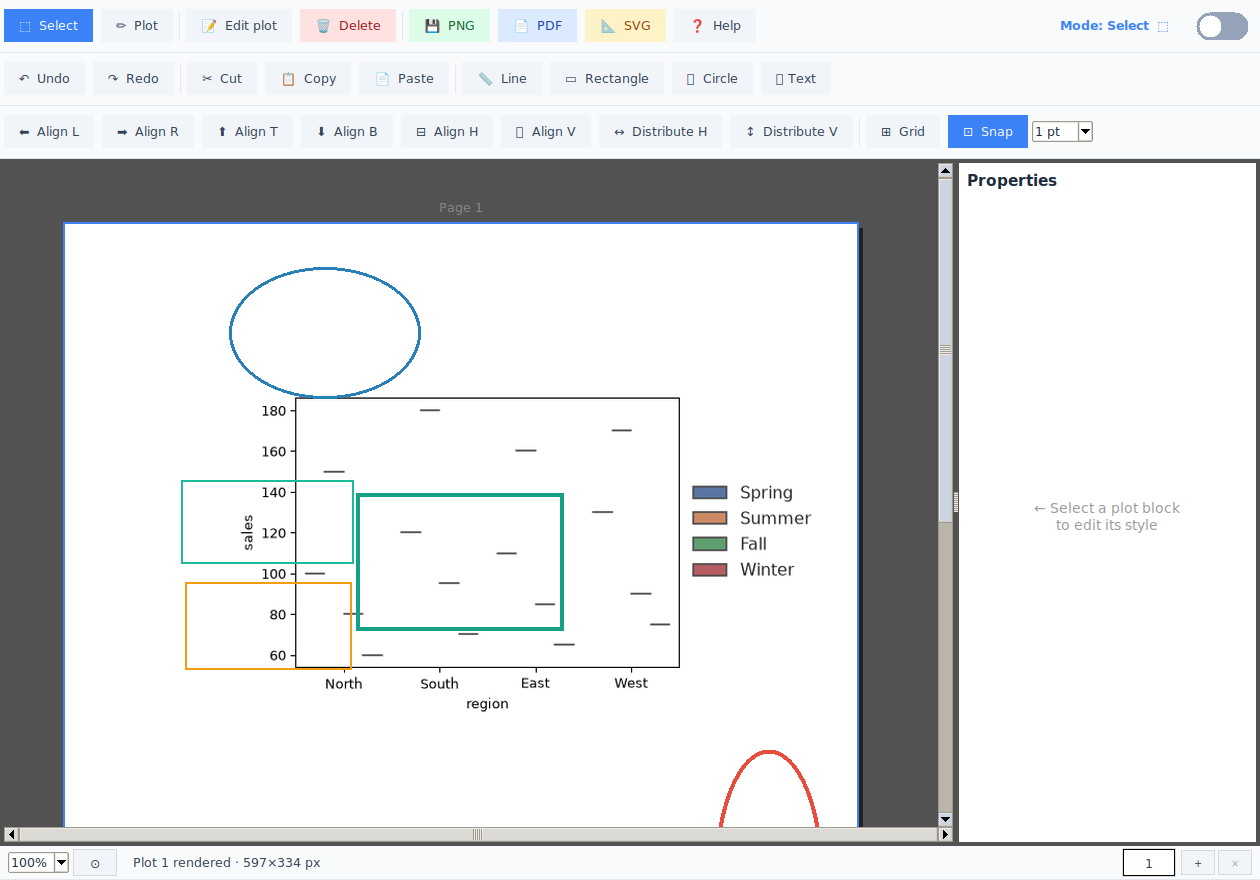 Select Plot Edit plot Delete PNG PDF SVG Help Mode: Select
Undo Redo Cut Copy Paste Line Rectangle Circle Text
Align L Align R Align T Align B Align H Align V Distribute H Distribute V Grid Snap 1 pt
Properties
Page 1
180
160
140
120
100
80
60
sales
North South East West
region
Spring
Summer
Fall
Winter
← Select a plot block
to edit its style
100% Plot 1 rendered · 597×334 px 1 + ×